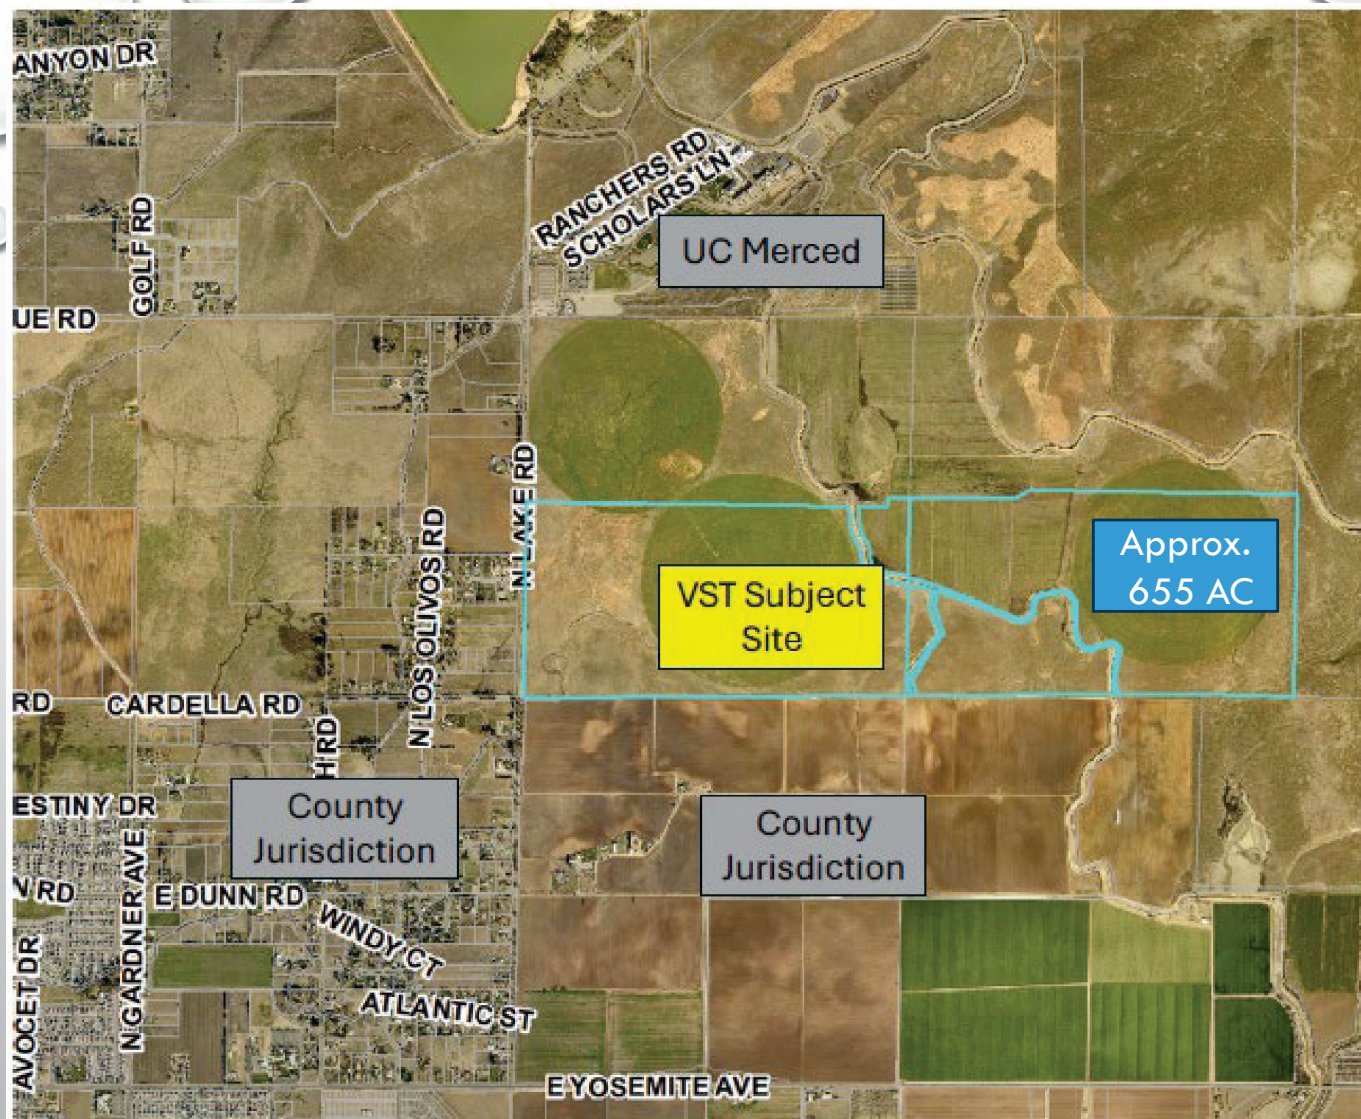 ANYON DR
RANCHERS RD
SCHOLARS LN
GOLF RD
UC Merced
UE RD
N LAKE RD
N LOS OLIVOS RD
Approx.
655 AC
VST Subject
Site
RD
CARDELLA RD
H RD
County
Jurisdiction
County
Jurisdiction
ESTINY DR
N GARDNER AVE
N RD
E DUNN RD
WINDY CT
AVOCET DR
ATLANTIC ST
E YOSEMITE AVE